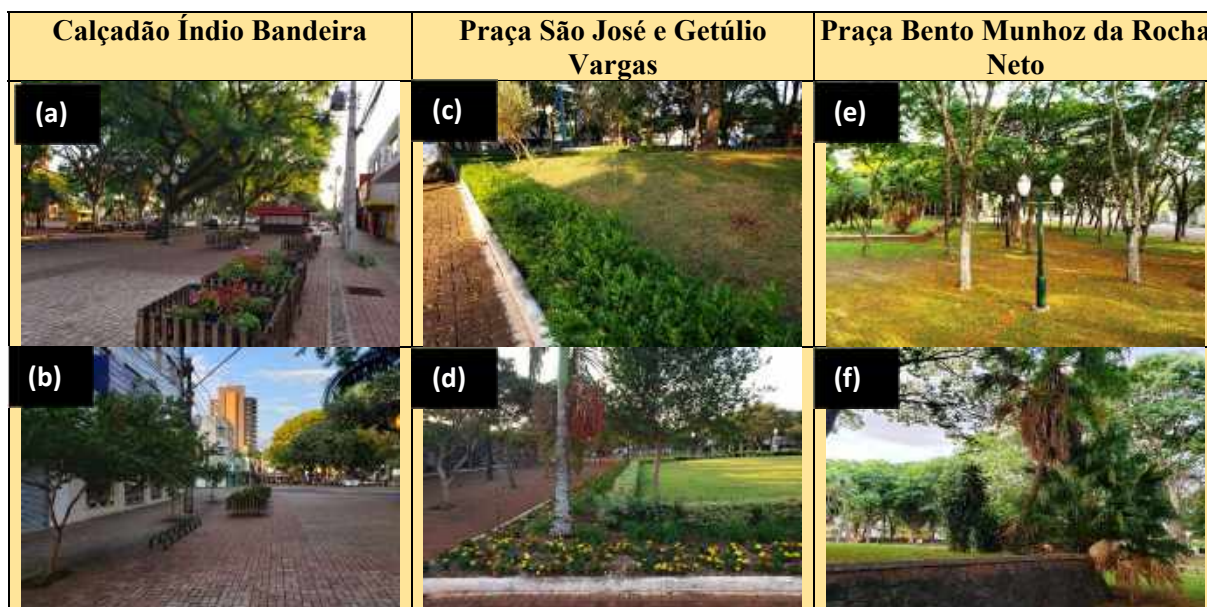 Calçadão Índio Bandeira
Praça São José e Getúlio
Vargas
Praça Bento Munhoz da Rocha
Neto
(a)
(c)
(e)
(b)
(d)
(f)